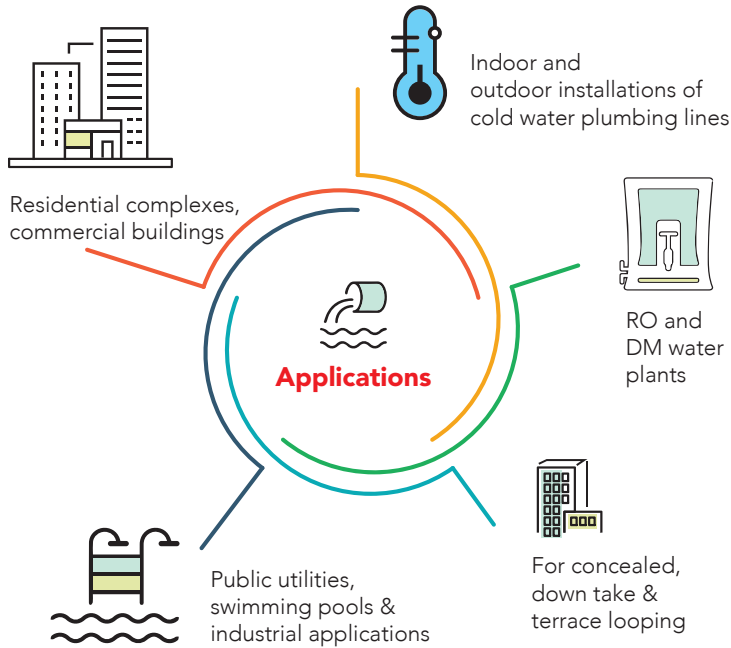 Indoor and
outdoor installations of
cold water plumbing lines
Residential complexes,
commercial buildings
RO and
DM water
plants
Applications
For concealed,
down take &
terrace looping
Public utilities,
swimming pools &
industrial applications